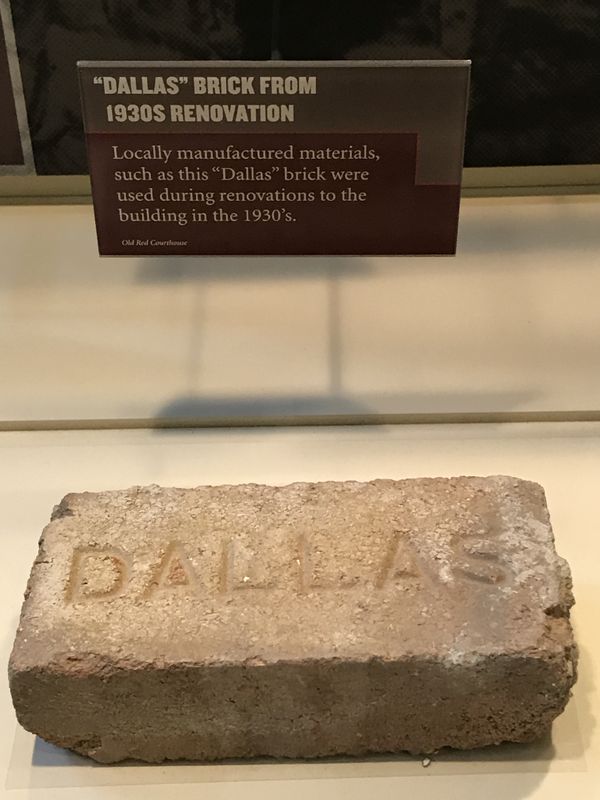 “DALLAS” BRICK FROM
1930S RENOVATION
Locally manufactured materials,
such as this “Dallas” brick were
used during renovations to the
building in the 1930’s.
Old Red Courthouse
DALLAS